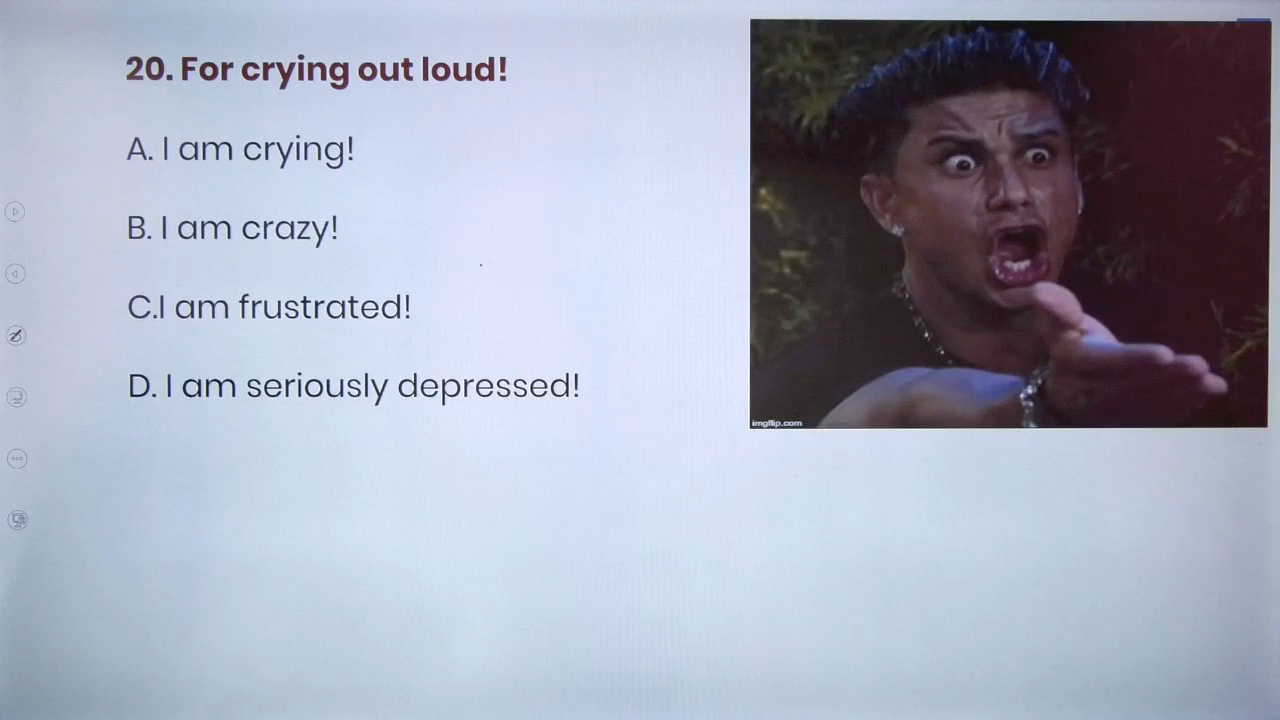 20. For crying out loud!
A. I am crying!
B. I am crazy!
C.I am frustrated!
D. I am seriously depressed!
imgflip.com